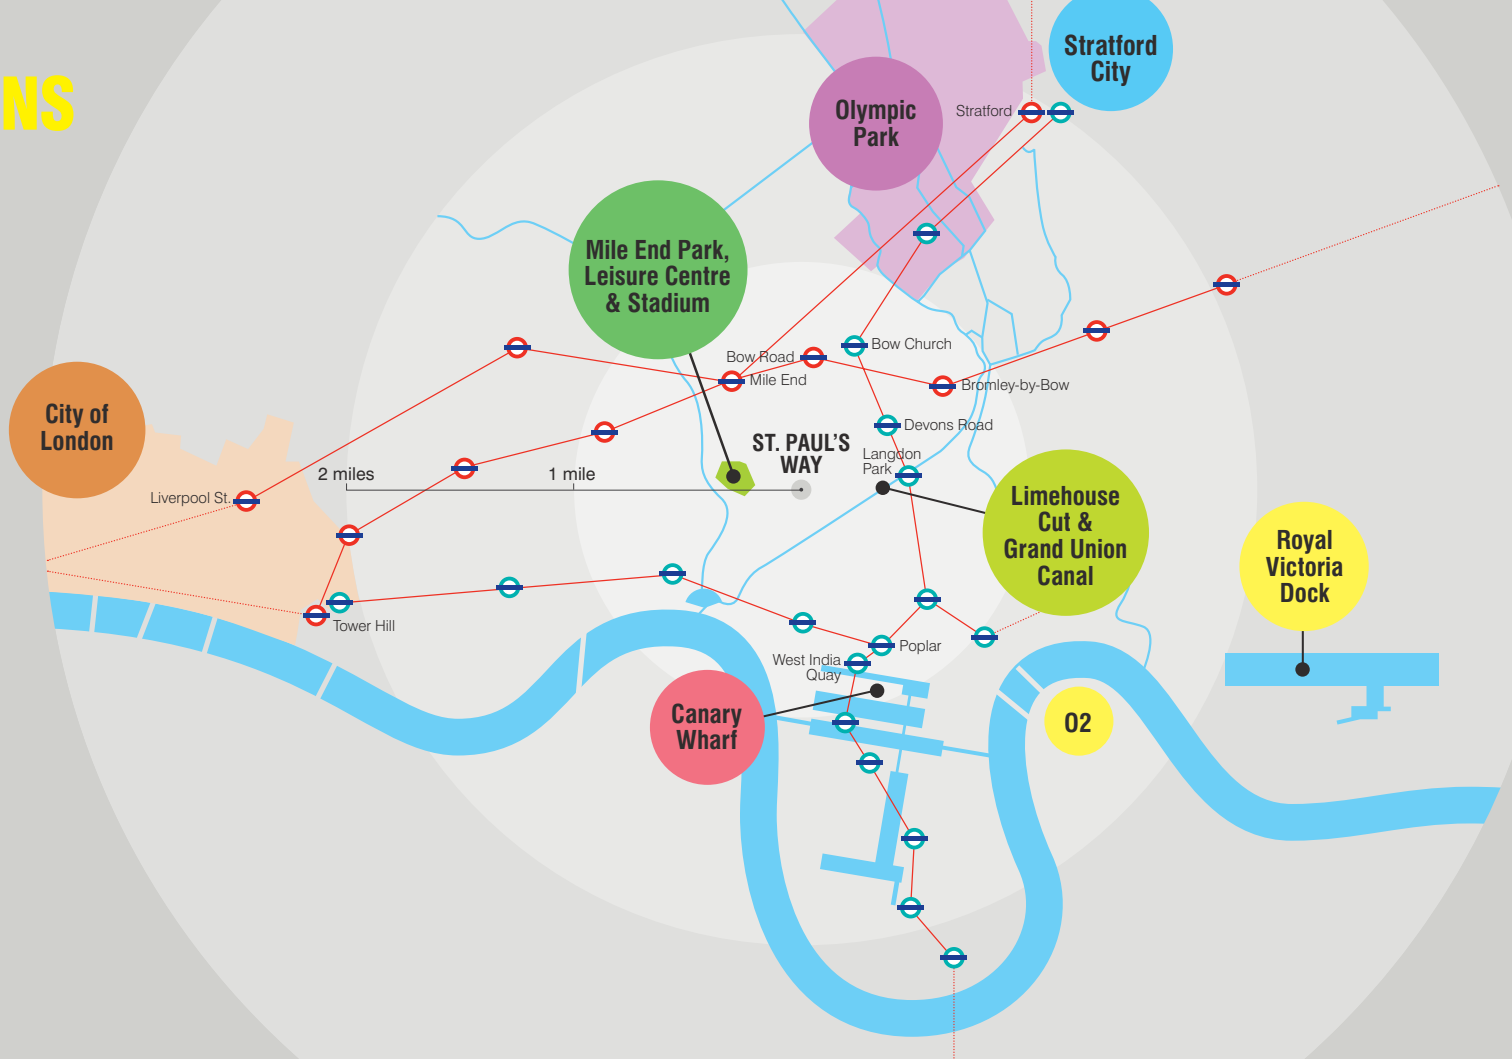 NS
Stratford
City
Olympic
Park
Stratford
Mile End Park,
Leisure Centre
& Stadium
Bow Church
Bow Road
Mile End
Bromley-by-Bow
City of
London
Devons Road
ST. PAUL'S
WAY
Langdon
Park
2 miles
1 mile
Liverpool St.
Limehouse
Cut &
Grand Union
Canal
Royal
Victoria
Dock
Tower Hill
Poplar
West India
Quay
Canary
Wharf
O2